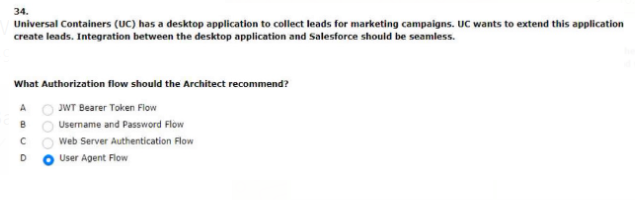 34.
Universal Containers (UC) has a desktop application to collect leads for marketing campaigns. UC wants to extend this application
create leads. Integration between the desktop application and Salesforce should be seamless.
What Authorization flow should the Architect recommend?
A JWT Bearer Token Flow
B Username and Password Flow
C Web Server Authentication Flow
D User Agent Flow